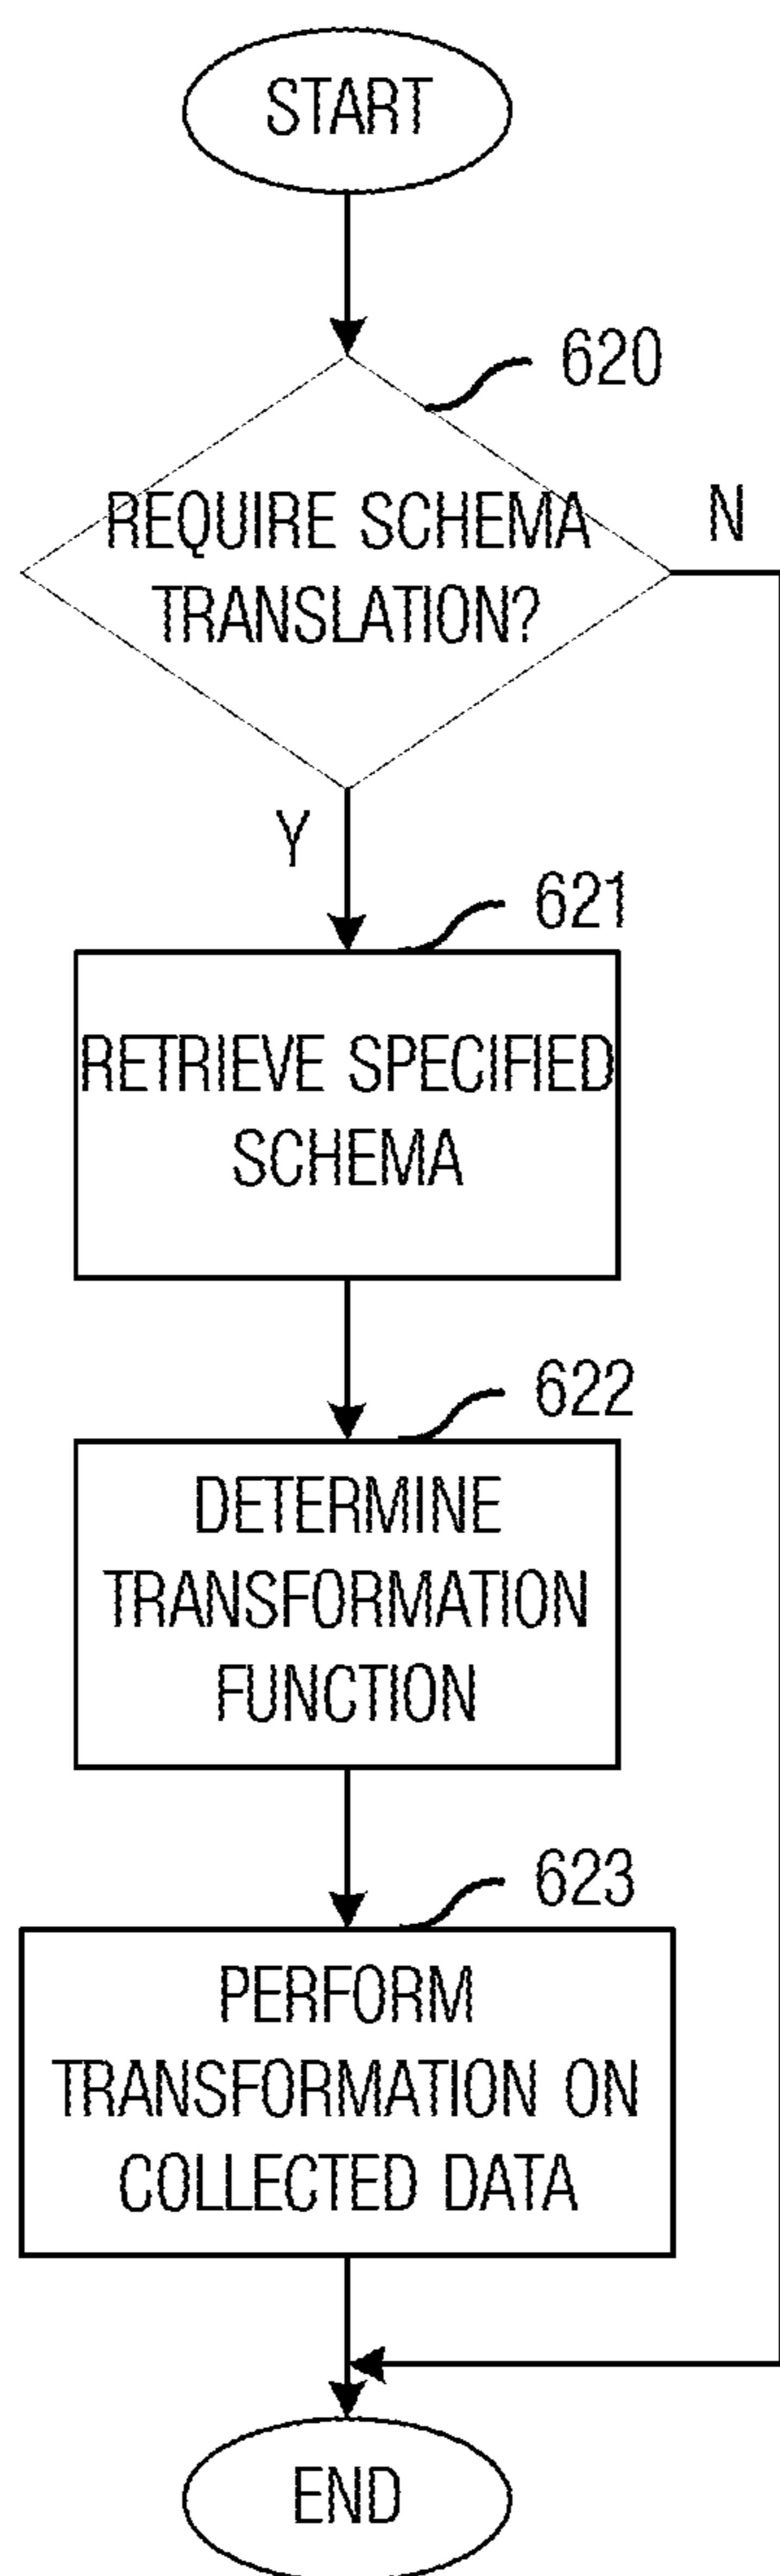 START
620
REQUIRE SCHEMA
TRANSLATION?
N
Y
621
RETRIEVE SPECIFIED
SCHEMA
622
DETERMINE
TRANSFORMATION
FUNCTION
623
PERFORM
TRANSFORMATION ON
COLLECTED DATA
END